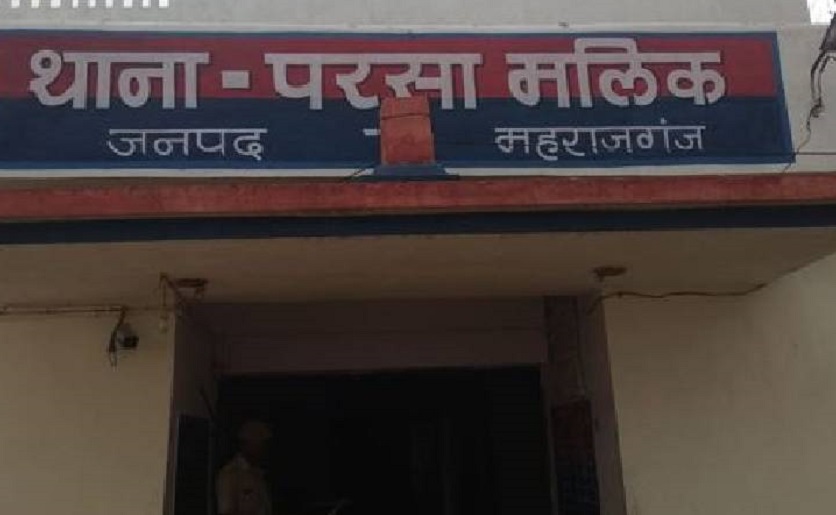 थाना - परसा मलिक
जनपद - महराजगंज